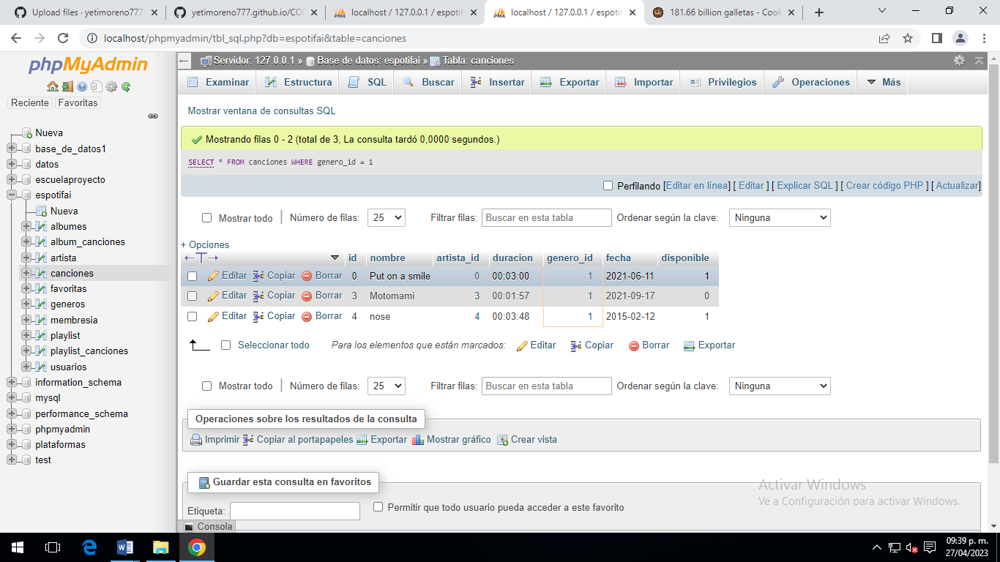 Upload files · yetimoreno777
yetimoreno777.github.io/CO
localhost / 127.0.0.1 / espotif
localhost / 127.0.0.1 / espotif
181.66 billion galletas - Cook
localhost/phpmyadmin/tbl_sql.php?db=espotifai&table=canciones
phpMyAdmin
Reciente Favoritas
Nueva
base_de_datos1
datos
escuelaproyecto
espotifai
Nueva
albumes
album_canciones
artista
canciones
favoritas
generos
membresia
playlist
playlist_canciones
usuarios
information_schema
mysql
performance_schema
phpmyadmin
plataformas
test
Servidor: 127.0.0.1 » Base de datos: espotifai » Tabla: canciones
Examinar Estructura SQL Buscar Insertar Exportar Importar Privilegios Operaciones Más
Mostrar ventana de consultas SQL
Mostrando filas 0 - 2 (total de 3, La consulta tardó 0,0000 segundos.)
SELECT * FROM canciones WHERE genero_id = 1
Perfilando [Editar en línea] [ Editar ] [ Explicar SQL ] [ Crear código PHP ] [ Actualizar]
Mostrar todo | Número de filas: 25 Filtrar filas: Buscar en esta tabla Ordenar según la clave: Ninguna
+ Opciones
←T→ id nombre artista_id duracion genero_id fecha disponible
Editar Copiar Borrar 0 Put on a smile 0 00:03:00 1 2021-06-11 1
Editar Copiar Borrar 3 Motomami 3 00:01:57 1 2021-09-17 0
Editar Copiar Borrar 4 nose 4 00:03:48 1 2015-02-12 1
Seleccionar todo Para los elementos que están marcados: Editar Copiar Borrar Exportar
Mostrar todo | Número de filas: 25 Filtrar filas: Buscar en esta tabla Ordenar según la clave: Ninguna
Operaciones sobre los resultados de la consulta
Imprimir Copiar al portapapeles Exportar Mostrar gráfico Crear vista
Guardar esta consulta en favoritos
Etiqueta: Permitir que todo usuario pueda acceder a este favorito
Consola
Activar Windows
Ve a Configuración para activar Windows.
09:39 p. m.
27/04/2023